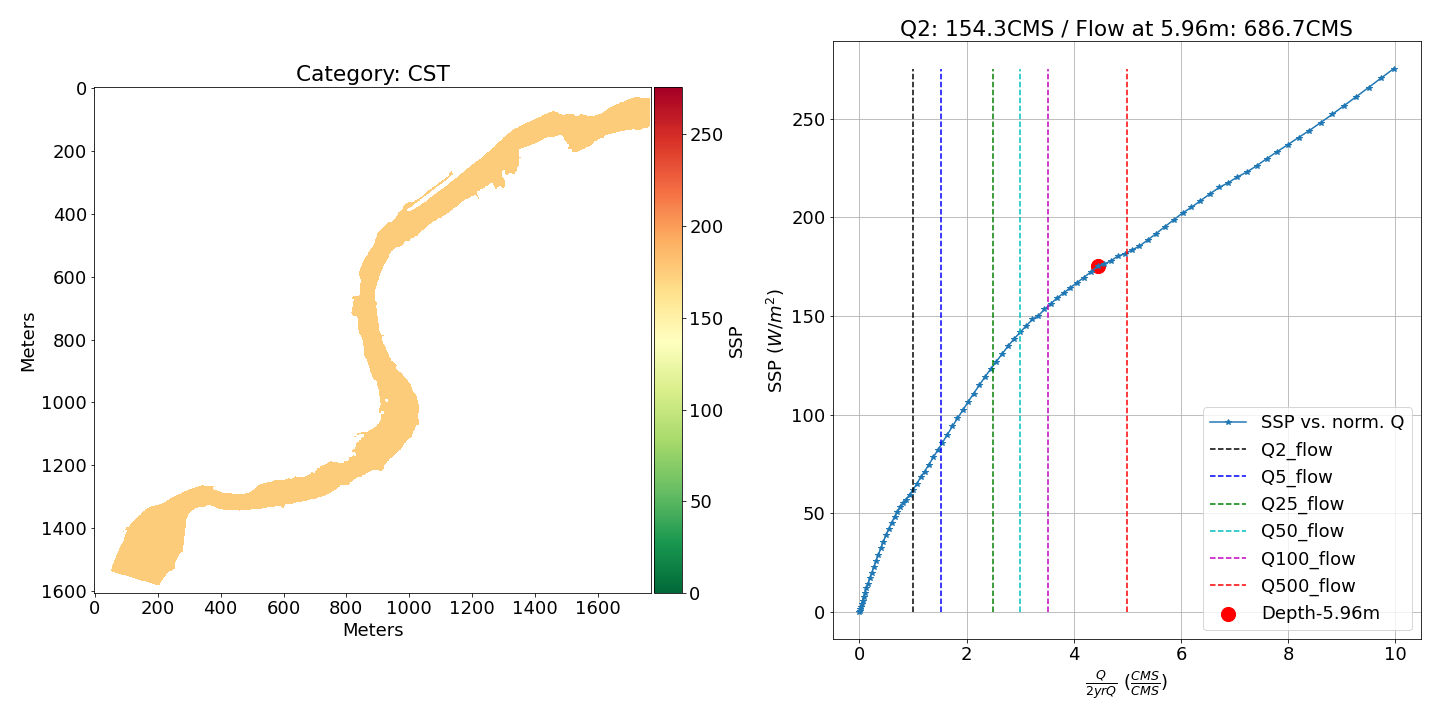 Category: CST
0
200
400
600
800
1000
1200
1400
1600
Meters
0 200 400 600 800 1000 1200 1400 1600
Meters
250
200
150
100
50
0
SSP
Q2: 154.3CMS / Flow at 5.96m: 686.7CMS
250
200
150
100
50
0
SSP (W/m²)
0 2 4 6 8 10
Q/2yrQ (CMS/CMS)
SSP vs. norm. Q
Q2_flow
Q5_flow
Q25_flow
Q50_flow
Q100_flow
Q500_flow
Depth-5.96m